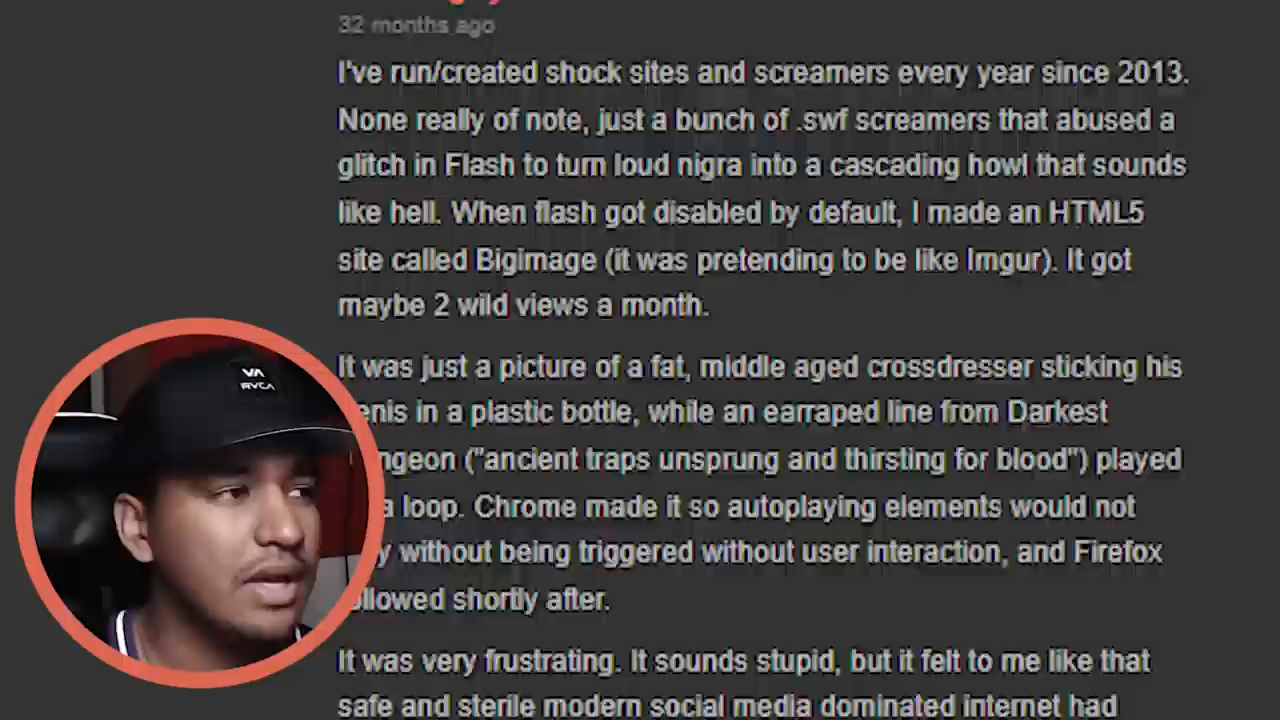 32 months ago
I've run/created shock sites and screamers every year since 2013.
None really of note, just a bunch of .swf screamers that abused a
glitch in Flash to turn loud nigra into a cascading howl that sounds
like hell. When flash got disabled by default, I made an HTML5
site called Bigimage (it was pretending to be like Imgur). It got
maybe 2 wild views a month.
It was just a picture of a fat, middle aged crossdresser sticking his
enis in a plastic bottle, while an earraped line from Darkest
ngeon ("ancient traps unsprung and thirsting for blood") played
a loop. Chrome made it so autoplaying elements would not
y without being triggered without user interaction, and Firefox
ollowed shortly after.
VA
RVCA
It was very frustrating. It sounds stupid, but it felt to me like that
safe and sterile modern social media dominated internet had